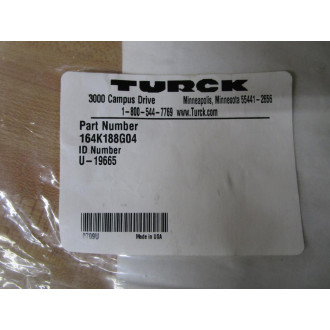 TURCK
3000 Campus Drive Minneapolis, Minnesota 55441-2656
1-800-544-7769 www.Turck.com
Part Number
164K188G04
ID Number
U-19665
Made in USA